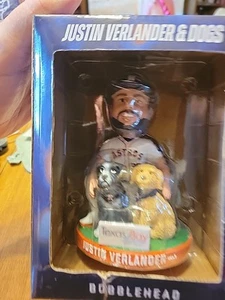 JUSTIN VERLANDER & DOGS
ASTROS
JUSTIN VERLANDER
BOBBLEHEAD